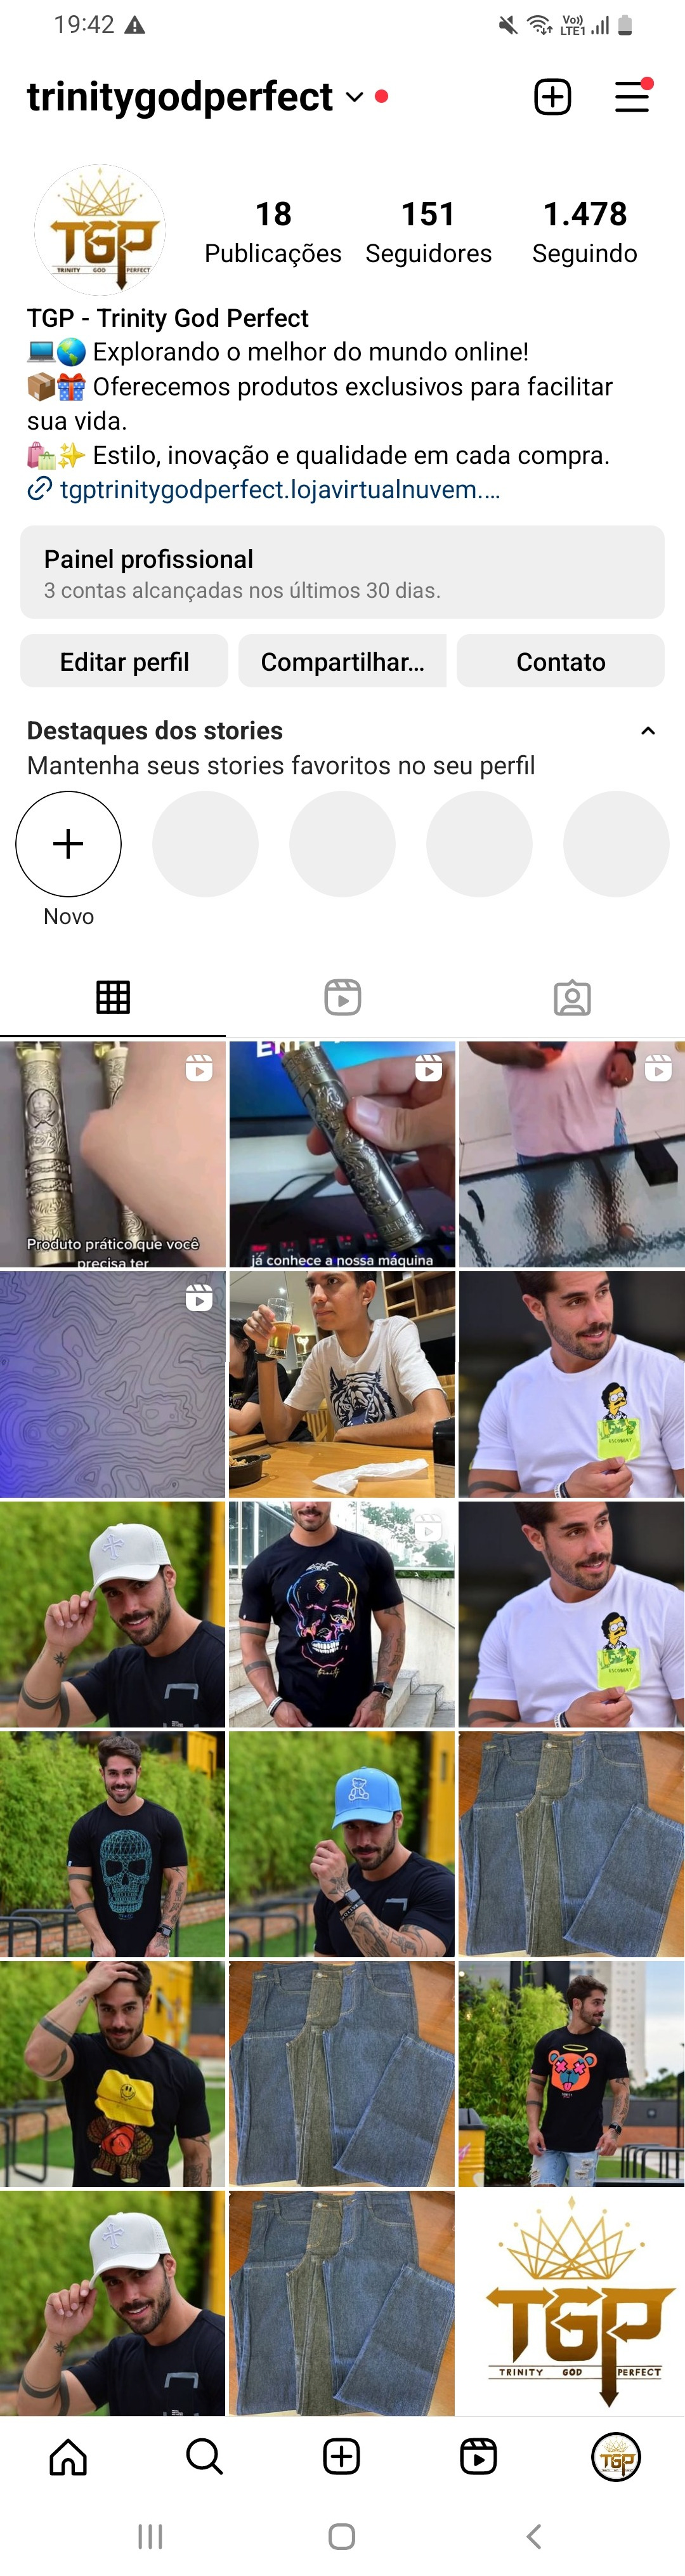 19:42
Vo)) LTE1
trinitygodperfect
18 151 1.478
Publicações Seguidores Seguindo
TGP
TRINITY GOD PERFECT
TGP - Trinity God Perfect
💻🌎 Explorando o melhor do mundo online!
📦🎁 Oferecemos produtos exclusivos para facilitar
sua vida.
🛍️✨ Estilo, inovação e qualidade em cada compra.
tgptrinitygodperfect.lojavirtualnuvem.…
Painel profissional
3 contas alcançadas nos últimos 30 dias.
Editar perfil Compartilhar… Contato
Destaques dos stories
Mantenha seus stories favoritos no seu perfil
Novo
Produto prático que você
precisa ter
já conhece a nossa máquina
TGP
TRINITY GOD PERFECT
TGP